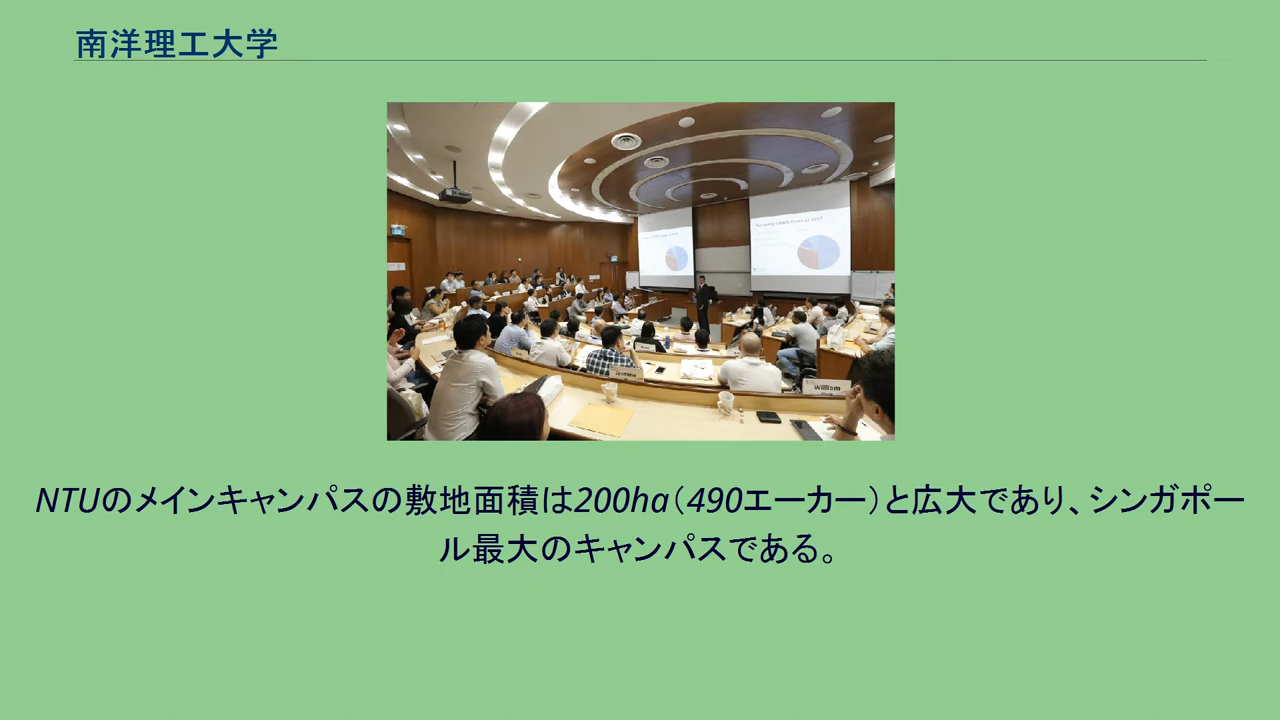 南洋理工大学
NTUのメインキャンパスの敷地面積は200ha（490エーカー）と広大であり、シンガポー
ル最大のキャンパスである。
William